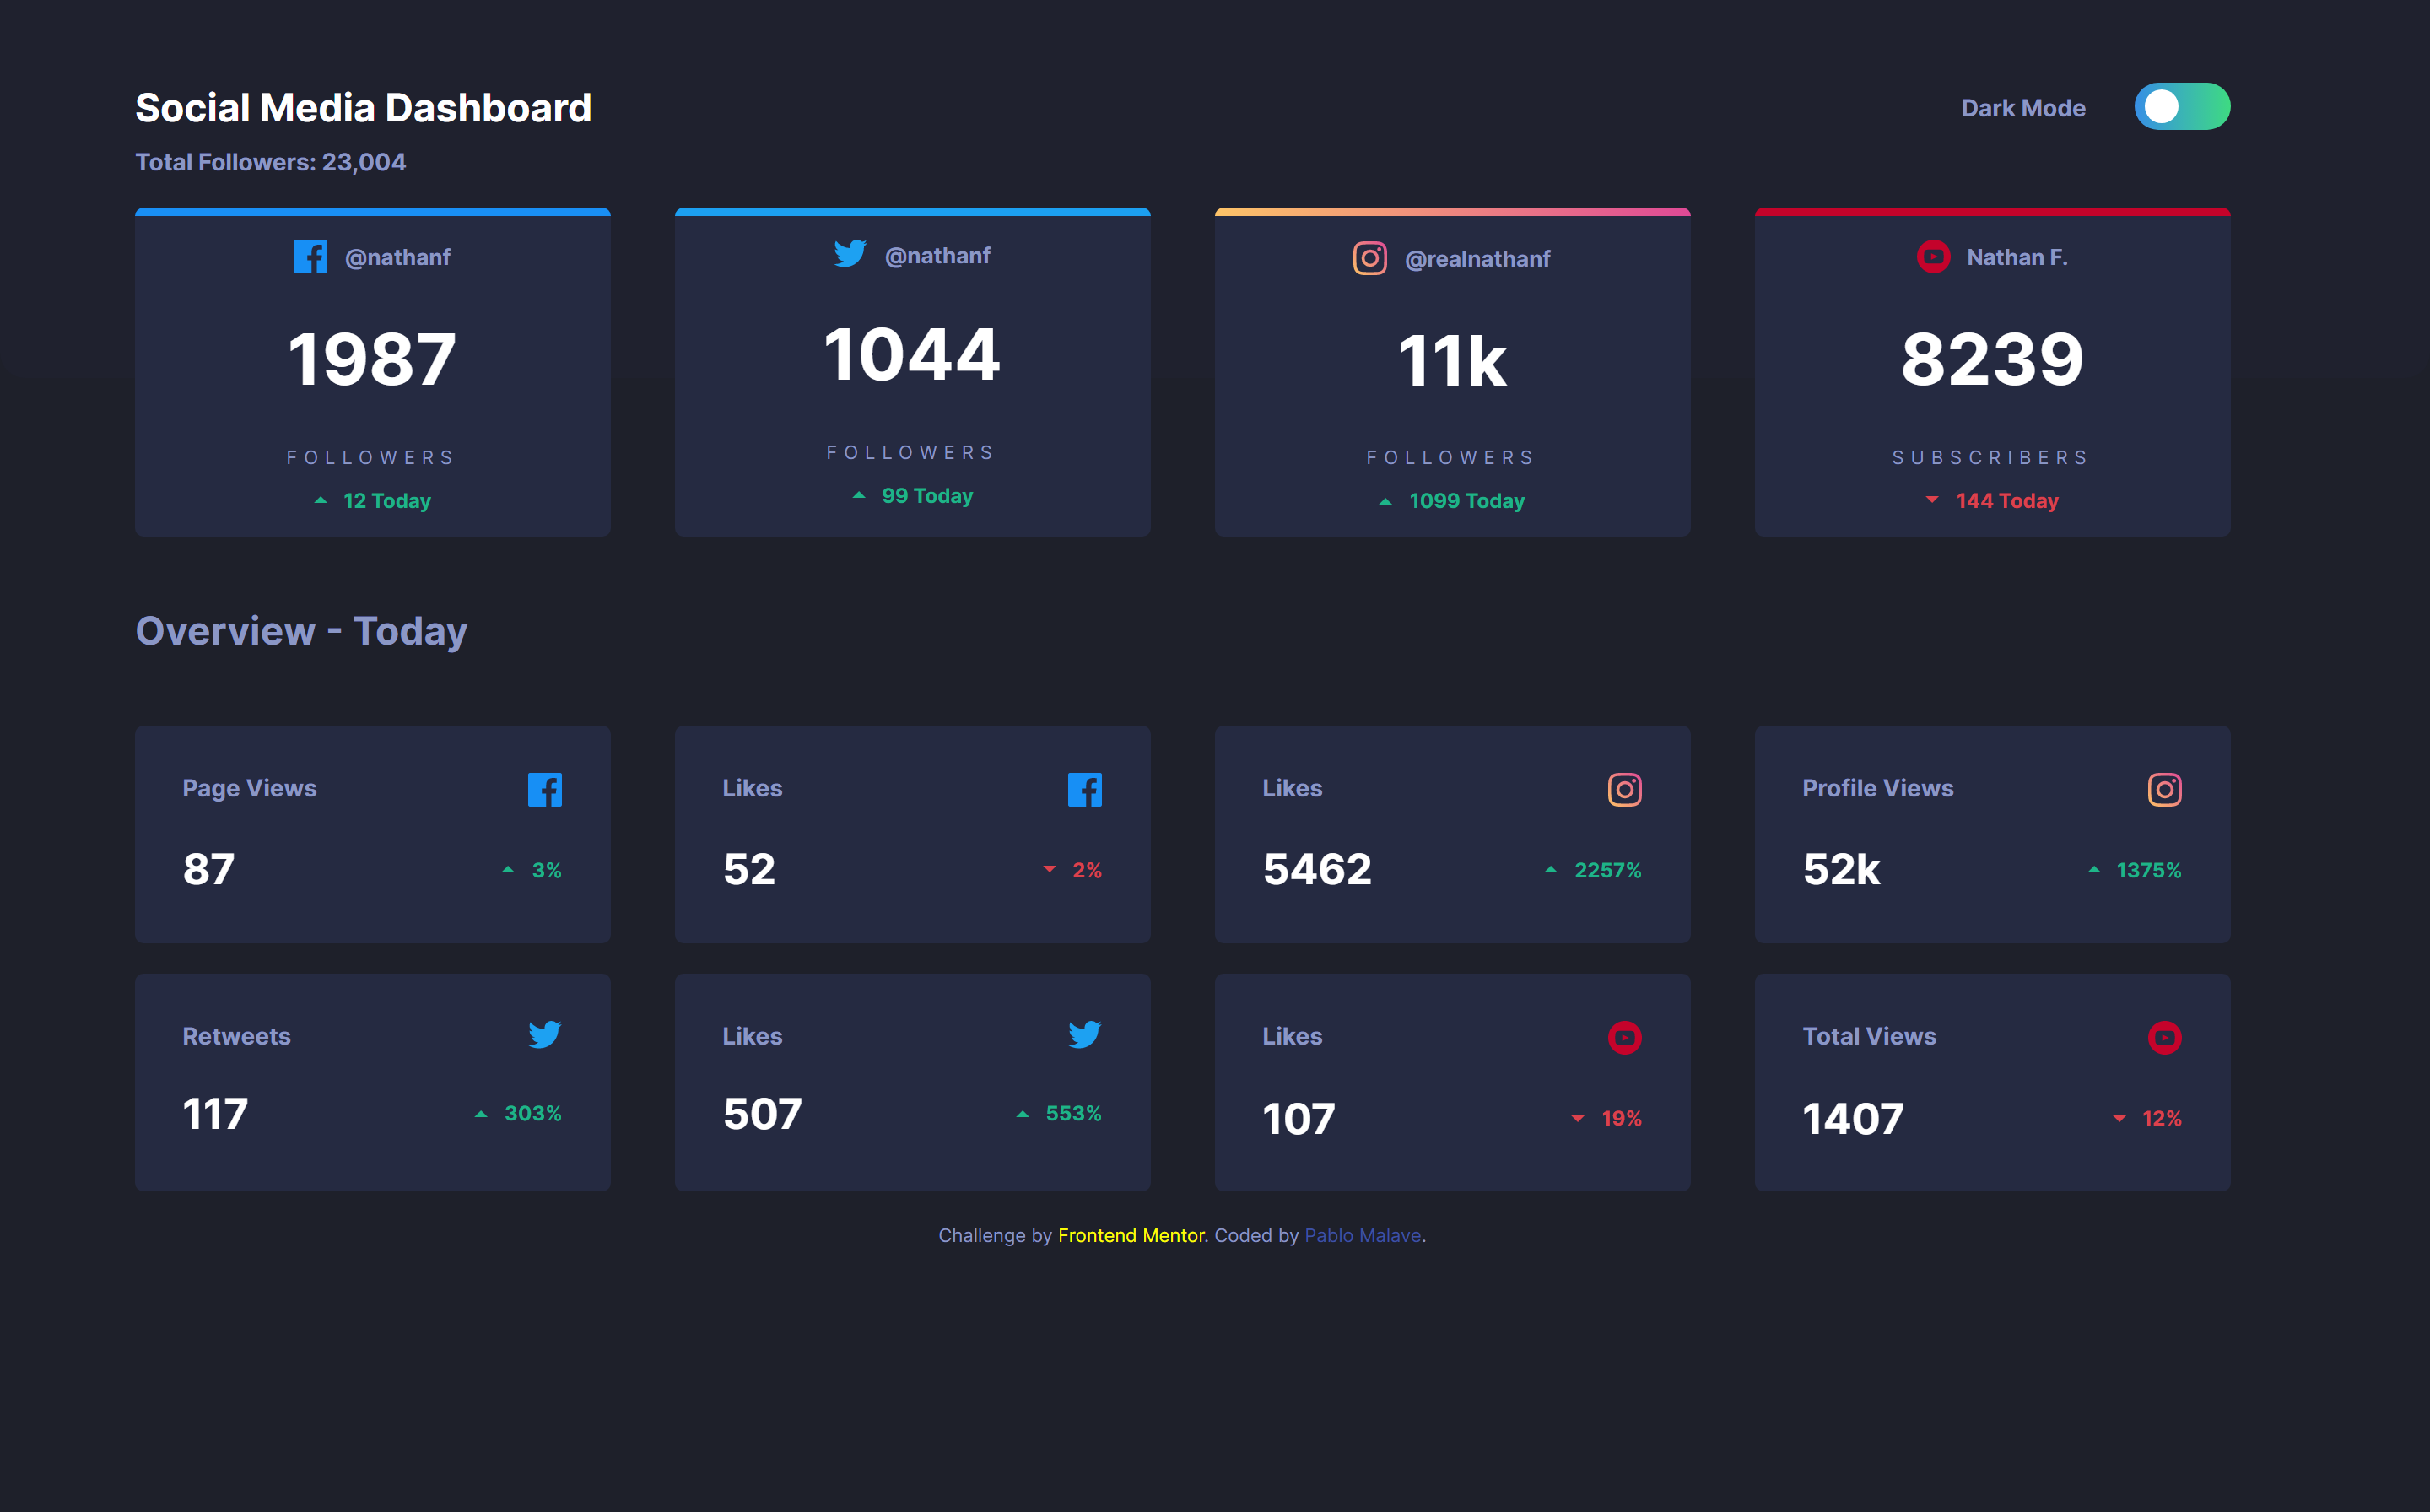 Social Media Dashboard
Dark Mode
Total Followers: 23,004
@nathanf
1987
FOLLOWERS
12 Today
@nathanf
1044
FOLLOWERS
99 Today
@realnathanf
11k
FOLLOWERS
1099 Today
Nathan F.
8239
SUBSCRIBERS
144 Today
Overview - Today
Page Views
87
3%
Likes
52
2%
Likes
5462
2257%
Profile Views
52k
1375%
Retweets
117
303%
Likes
507
553%
Likes
107
19%
Total Views
1407
12%
Challenge by Frontend Mentor. Coded by Pablo Malave.